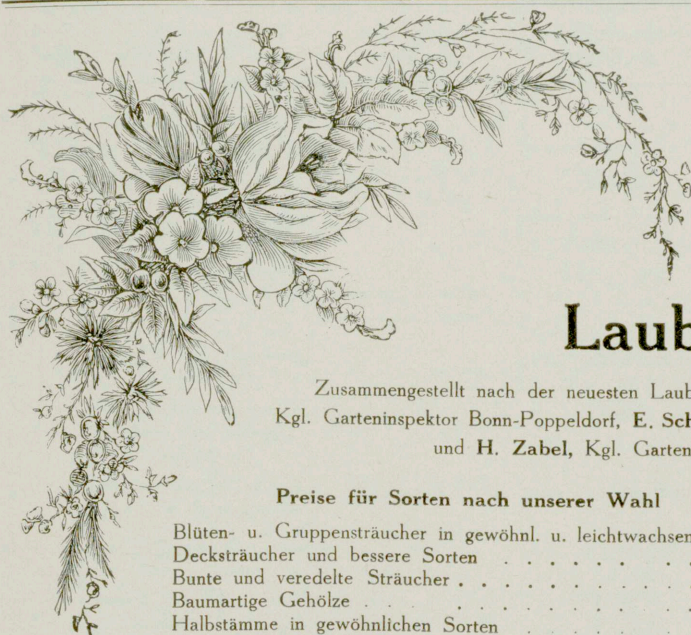 Laub
Zusammengestellt nach der neuesten Laub
Kgl. Garteninspektor Bonn-Poppeldorf, E. Sch
und H. Zabel, Kgl. Garten
Preise für Sorten nach unserer Wahl
Blüten- u. Gruppensträucher in gewöhnl. u. leichtwachsen
Decksträucher und bessere Sorten . . . . . . . .
Bunte und veredelte Sträucher . . . . . . . . . .
Baumartige Gehölze . . . . . . . . . . . .
Halbstämme in gewöhnlichen Sorten . . . . . . .